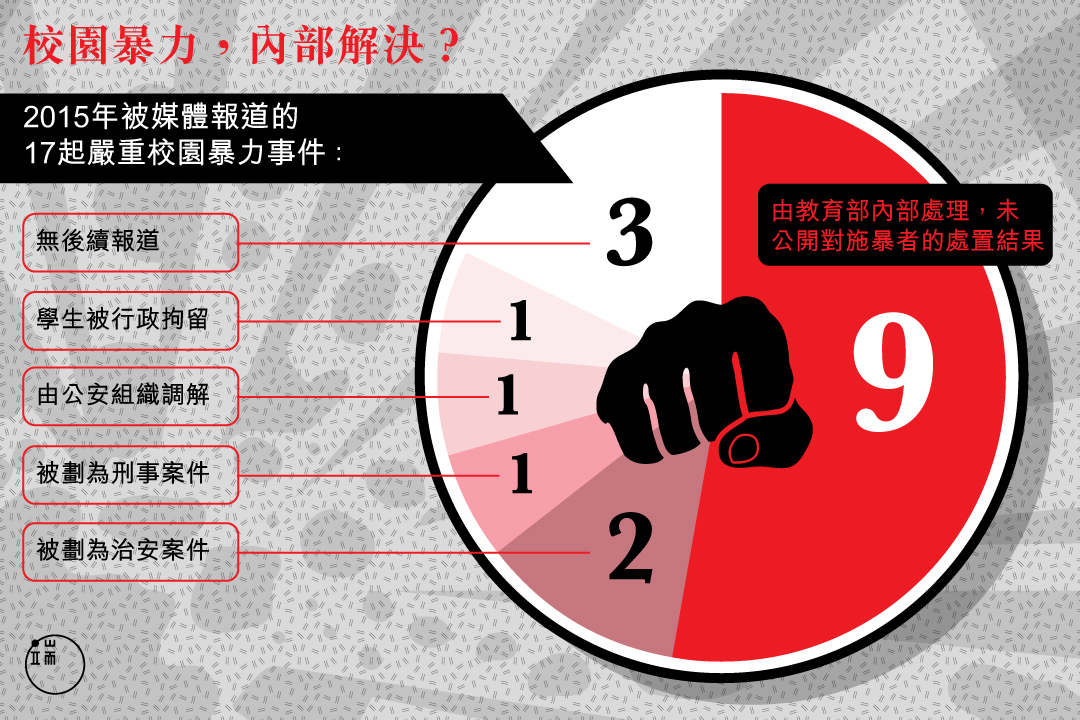 校園暴力，內部解決？
2015年被媒體報道的
17起嚴重校園暴力事件：
由教育部內部處理，未
公開對施暴者的處置結果
9
無後續報道
3
學生被行政拘留
1
由公安組織調解
1
被劃為刑事案件
1
被劃為治安案件
2
端